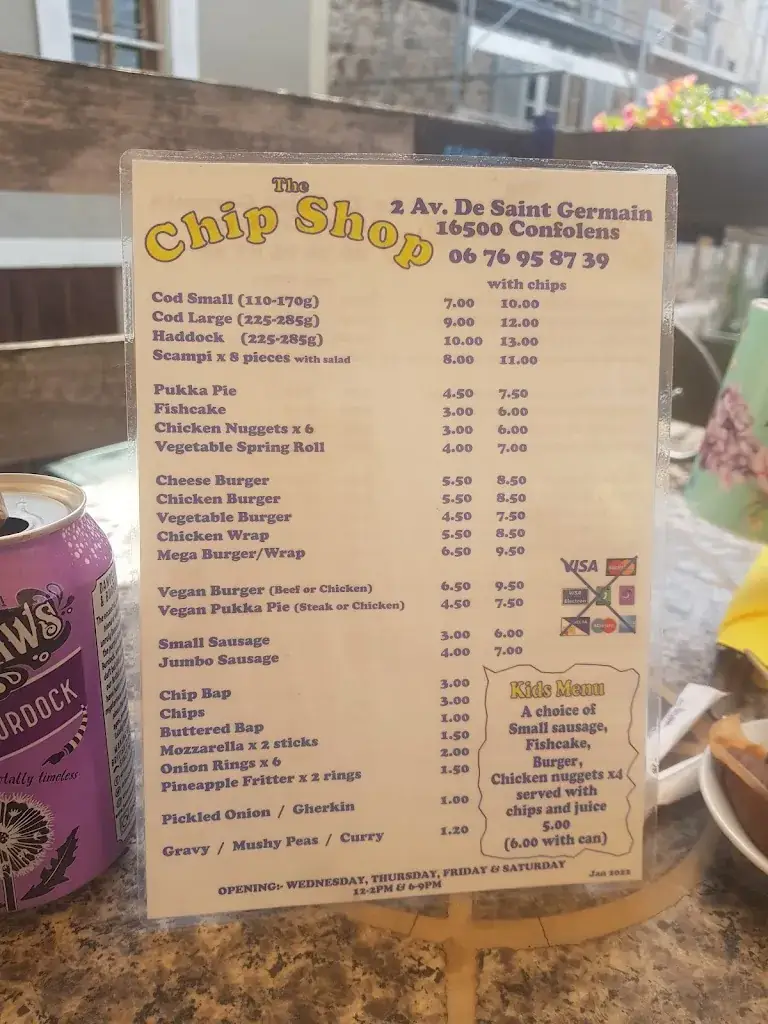 The
Chip Shop
2 Av. De Saint Germain
16500 Confolens
06 76 95 87 39
with chips
Cod Small (110-170g) 7.00 10.00
Cod Large (225-285g) 9.00 12.00
Haddock (225-285g) 10.00 13.00
Scampi x 8 pieces with salad 8.00 11.00
Pukka Pie 4.50 7.50
Fishcake 3.00 6.00
Chicken Nuggets x 6 3.00 6.00
Vegetable Spring Roll 4.00 7.00
Cheese Burger 5.50 8.50
Chicken Burger 5.50 8.50
Vegetable Burger 4.50 7.50
Chicken Wrap 5.50 8.50
Mega Burger/Wrap 6.50 9.50
Vegan Burger (Beef or Chicken) 6.50 9.50
Vegan Pukka Pie (Steak or Chicken) 4.50 7.50
Small Sausage 3.00 6.00
Jumbo Sausage 4.00 7.00
Chip Bap 3.00
Chips 3.00
Buttered Bap 1.00
Mozzarella x 2 sticks 1.50
Onion Rings x 6 2.00
Pineapple Fritter x 2 rings 1.50
Pickled Onion / Gherkin 1.00
Gravy / Mushy Peas / Curry 1.20
VISA
VISA
Kids Menu
A choice of
Small sausage,
Fishcake,
Burger,
Chicken nuggets x4
served with
chips and juice
5.00
(6.00 with can)
OPENING:- WEDNESDAY, THURSDAY, FRIDAY & SATURDAY
12-2PM & 6-9PM
Jan 2022
URDOCK
totally timeless